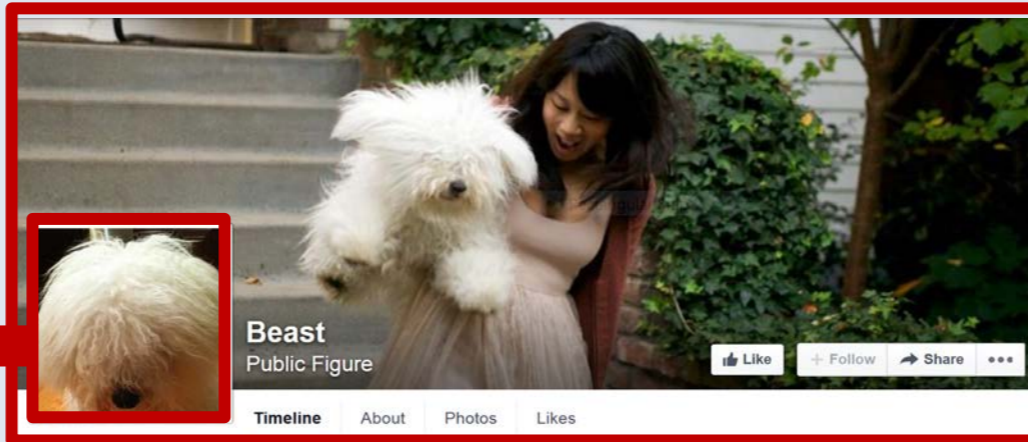 Beast
Public Figure
Like
+ Follow
Share
Timeline About Photos Likes